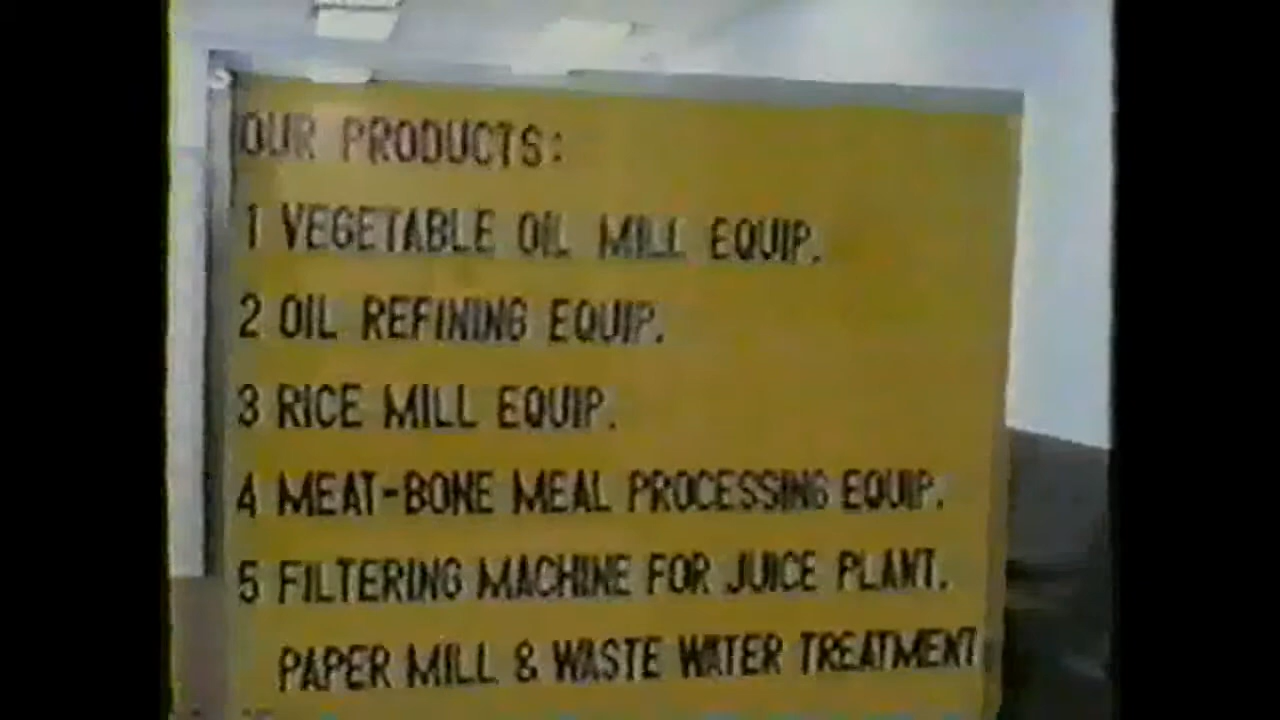 OUR PRODUCTS:
1 VEGETABLE OIL MILL EQUIP.
2 OIL REFINING EQUIP.
3 RICE MILL EQUIP.
4 MEAT-BONE MEAL PROCESSING EQUIP.
5 FILTERING MACHINE FOR JUICE PLANT.
PAPER MILL & WASTE WATER TREATMENT